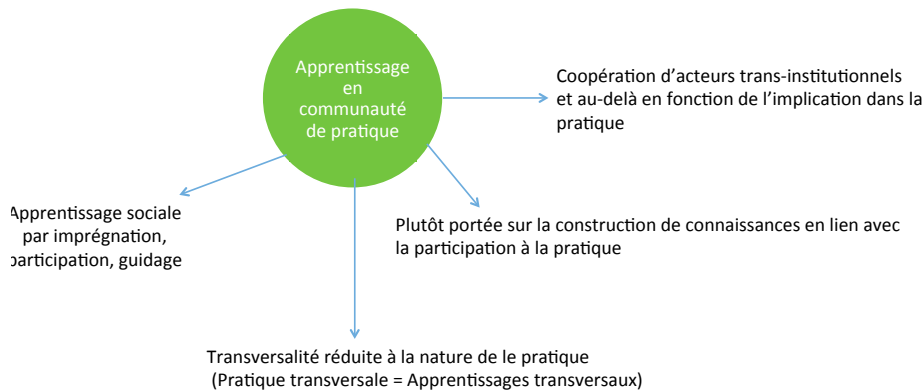 Apprentissage
en
communauté
de pratique
Coopération d’acteurs trans-institutionnels
et au-delà en fonction de l’implication dans la
pratique
Apprentissage sociale
par imprégnation,
participation, guidage
Plutôt portée sur la construction de connaissances en lien avec
la participation à la pratique
Transversalité réduite à la nature de le pratique
(Pratique transversale = Apprentissages transversaux)